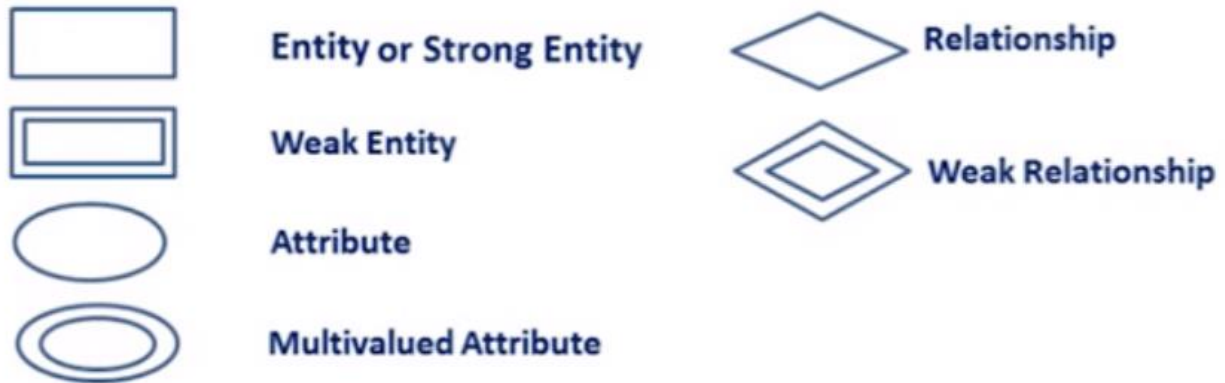 Entity or Strong Entity
Relationship
Weak Entity
Weak Relationship
Attribute
Multivalued Attribute